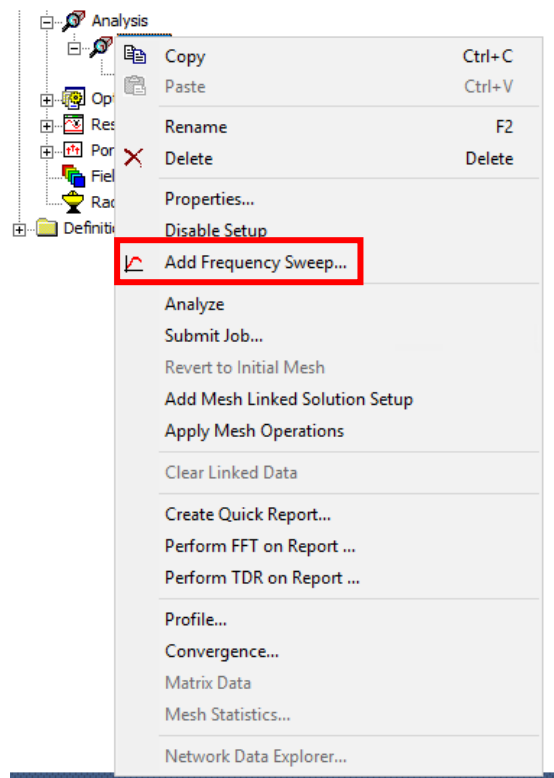 Analysis
Copy Ctrl+C
Paste Ctrl+V
Rename F2
Delete Delete
Properties...
Disable Setup
Add Frequency Sweep...
Analyze
Submit Job...
Revert to Initial Mesh
Add Mesh Linked Solution Setup
Apply Mesh Operations
Clear Linked Data
Create Quick Report...
Perform FFT on Report ...
Perform TDR on Report ...
Profile...
Convergence...
Matrix Data
Mesh Statistics...
Network Data Explorer...